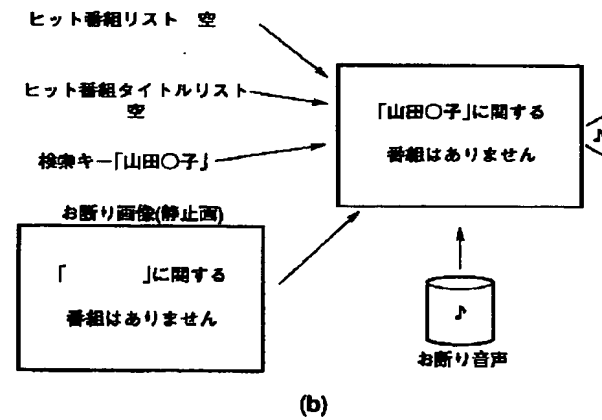 ヒット番組リスト 空
ヒット番組タイトルリスト
空
検索キー「山田〇子」
「山田〇子」に関する
番組はありません
♪
お断り画像(静止画)
「 」に関する
番組はありません
♪
お断り音声
(b)